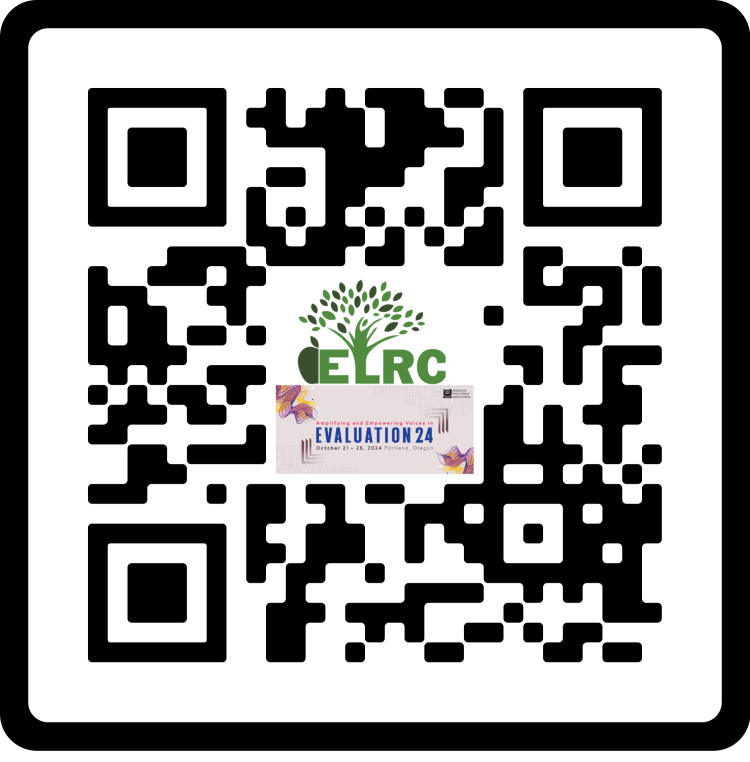 ELRC
Amplifying and Empowering Voices in
EVALUATION 24
October 21 – 26, 2024 Portland, Oregon